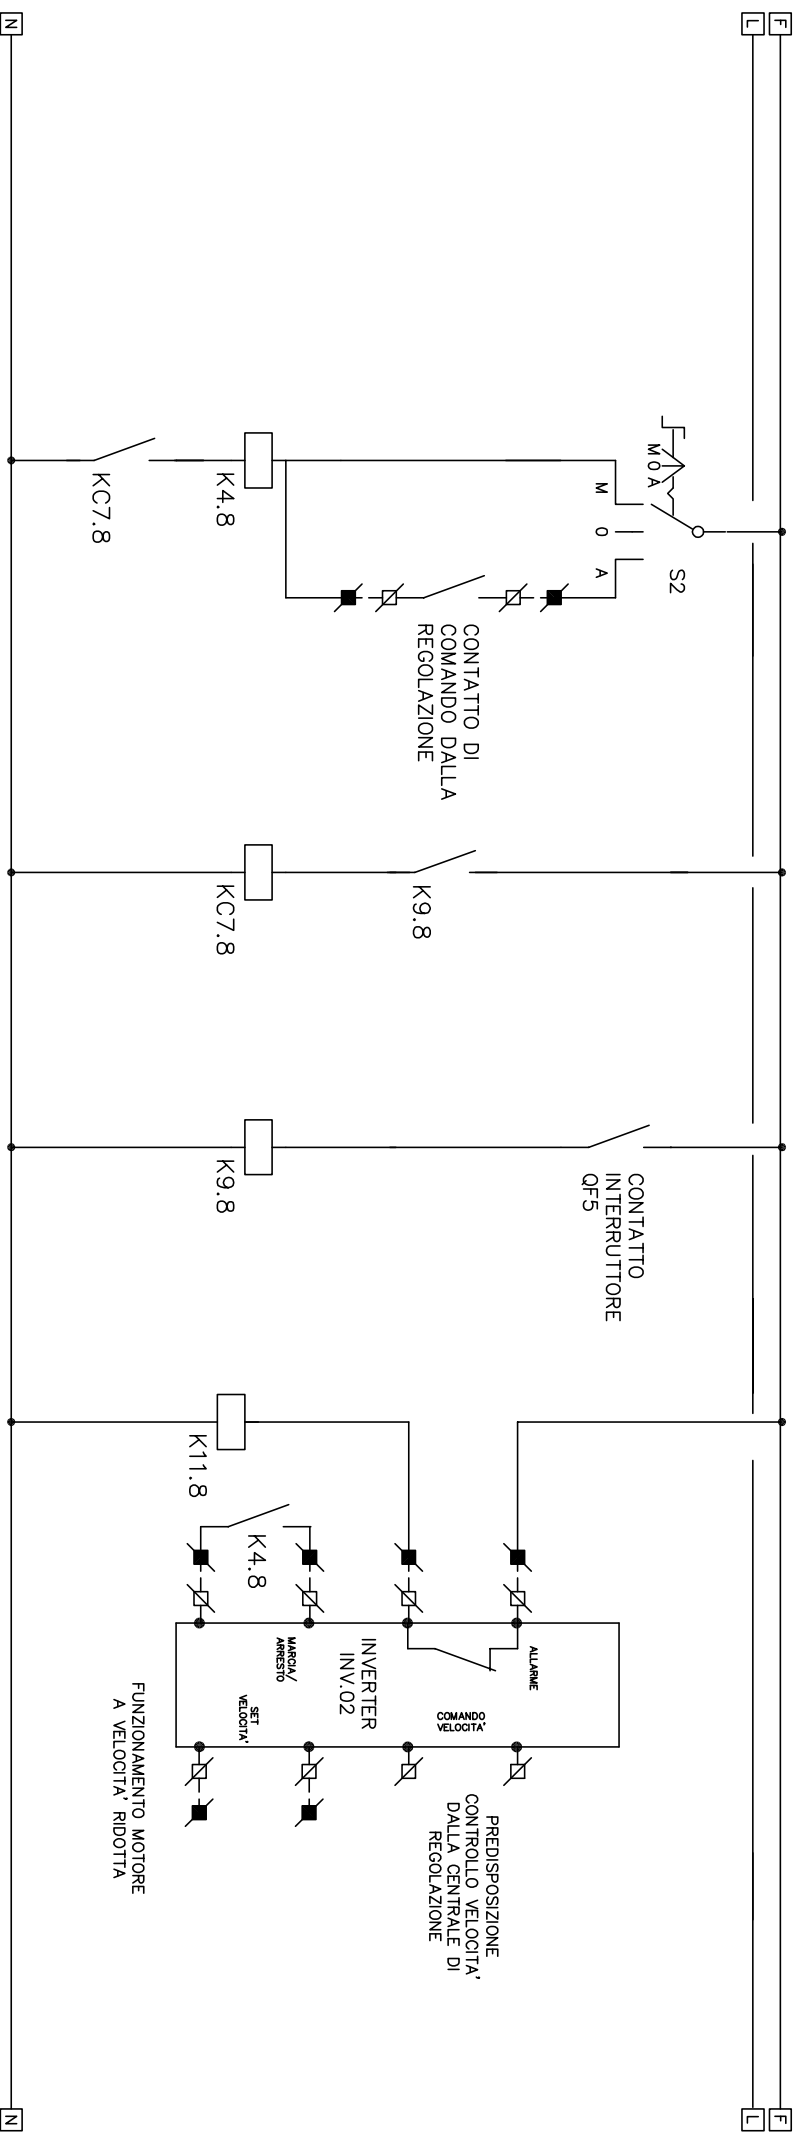 F
L
N
M O A
S2
M
O
A
CONTATTO DI
COMANDO DALLA
REGOLAZIONE
K4.8
KC7.8
K9.8
KC7.8
CONTATTO
INTERRUTTORE
QF5
K9.8
K11.8
K4.8
ALLARME
COMANDO
VELOCITA'
INVERTER
INV.02
MARCIA/
ARRESTO
SET
VELOCITA'
PREDISPOSIZIONE
CONTROLLO VELOCITA'
DALLA CENTRALE DI
REGOLAZIONE
FUNZIONAMENTO MOTORE
A VELOCITA' RIDOTTA
F
L
N